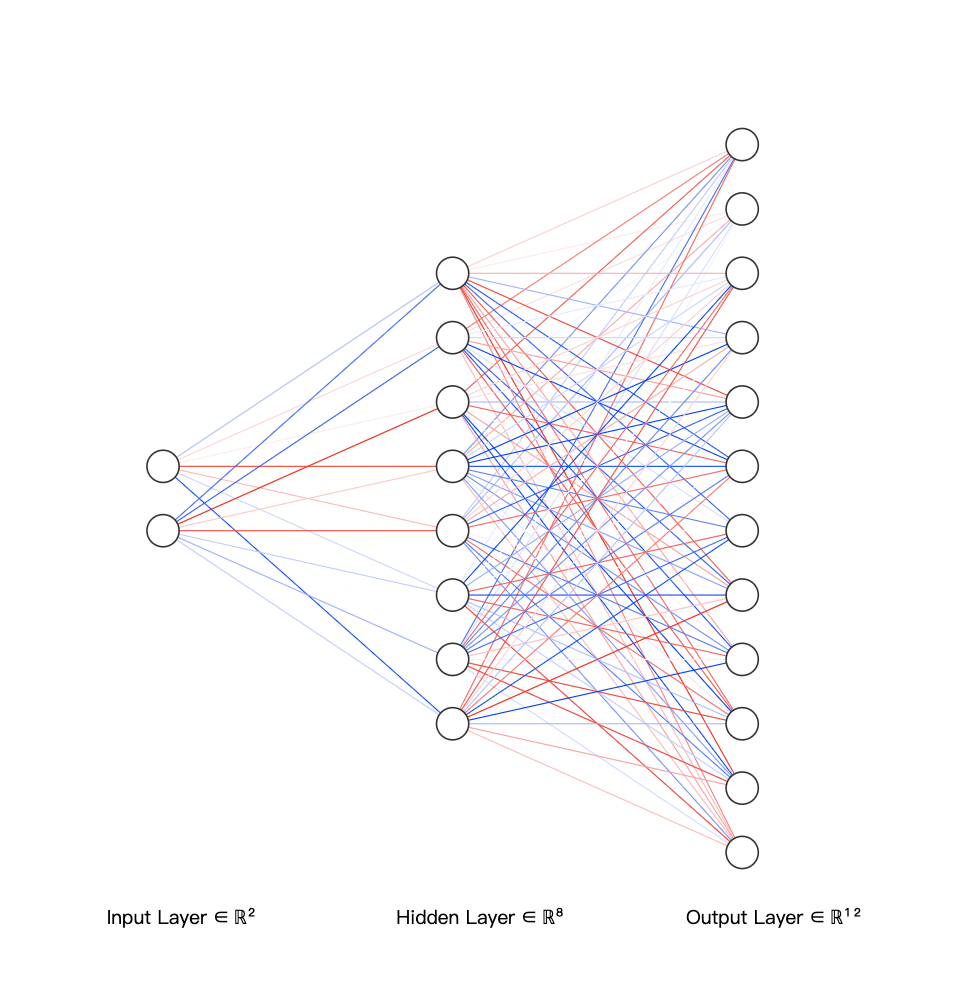 Input Layer ∈ ℝ²
Hidden Layer ∈ ℝ⁸
Output Layer ∈ ℝ¹²